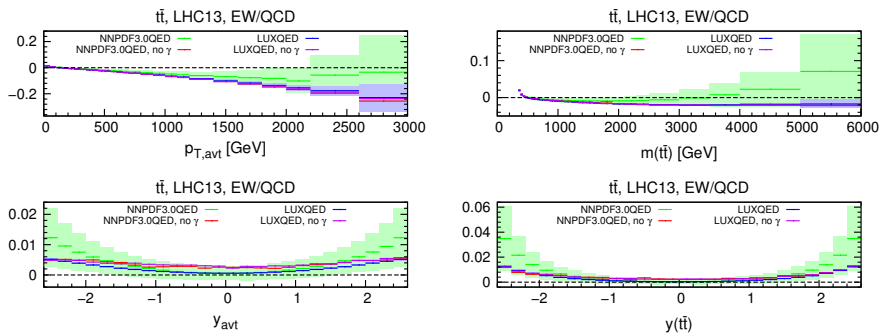 tt̄, LHC13, EW/QCD
NNPDF3.0QED
NNPDF3.0QED, no γ
LUXQED
LUXQED, no γ
0.2
0
−0.2
0 500 1000 1500 2000 2500 3000
p_T,avt [GeV]
tt̄, LHC13, EW/QCD
NNPDF3.0QED
NNPDF3.0QED, no γ
LUXQED
LUXQED, no γ
0.1
0
0 1000 2000 3000 4000 5000 6000
m(tt̄) [GeV]
tt̄, LHC13, EW/QCD
NNPDF3.0QED
NNPDF3.0QED, no γ
LUXQED
LUXQED, no γ
0.02
0.01
0
−2 −1 0 1 2
y_avt
tt̄, LHC13, EW/QCD
NNPDF3.0QED
NNPDF3.0QED, no γ
LUXQED
LUXQED, no γ
0.06
0.04
0.02
0
−2 −1 0 1 2
y(tt̄)